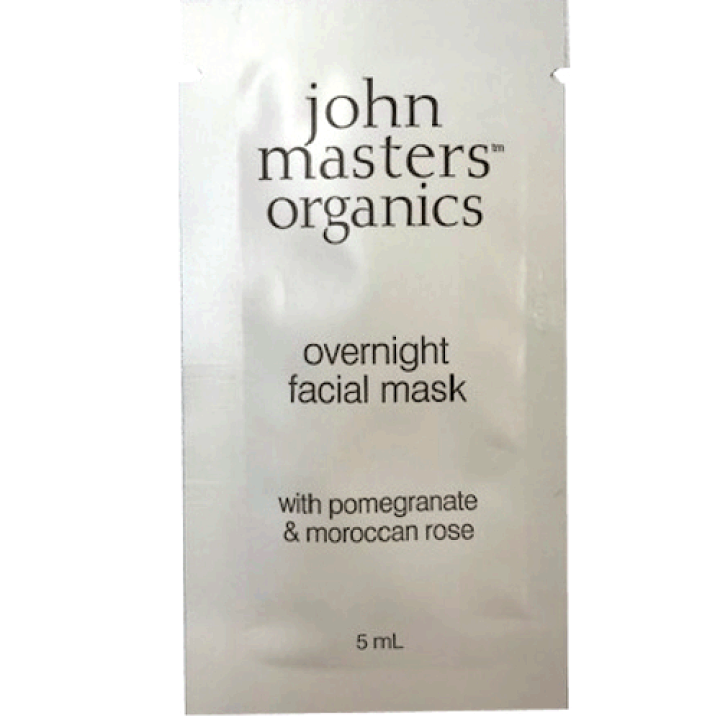 john
masters™
organics
overnight
facial mask
with pomegranate
& moroccan rose
5 mL